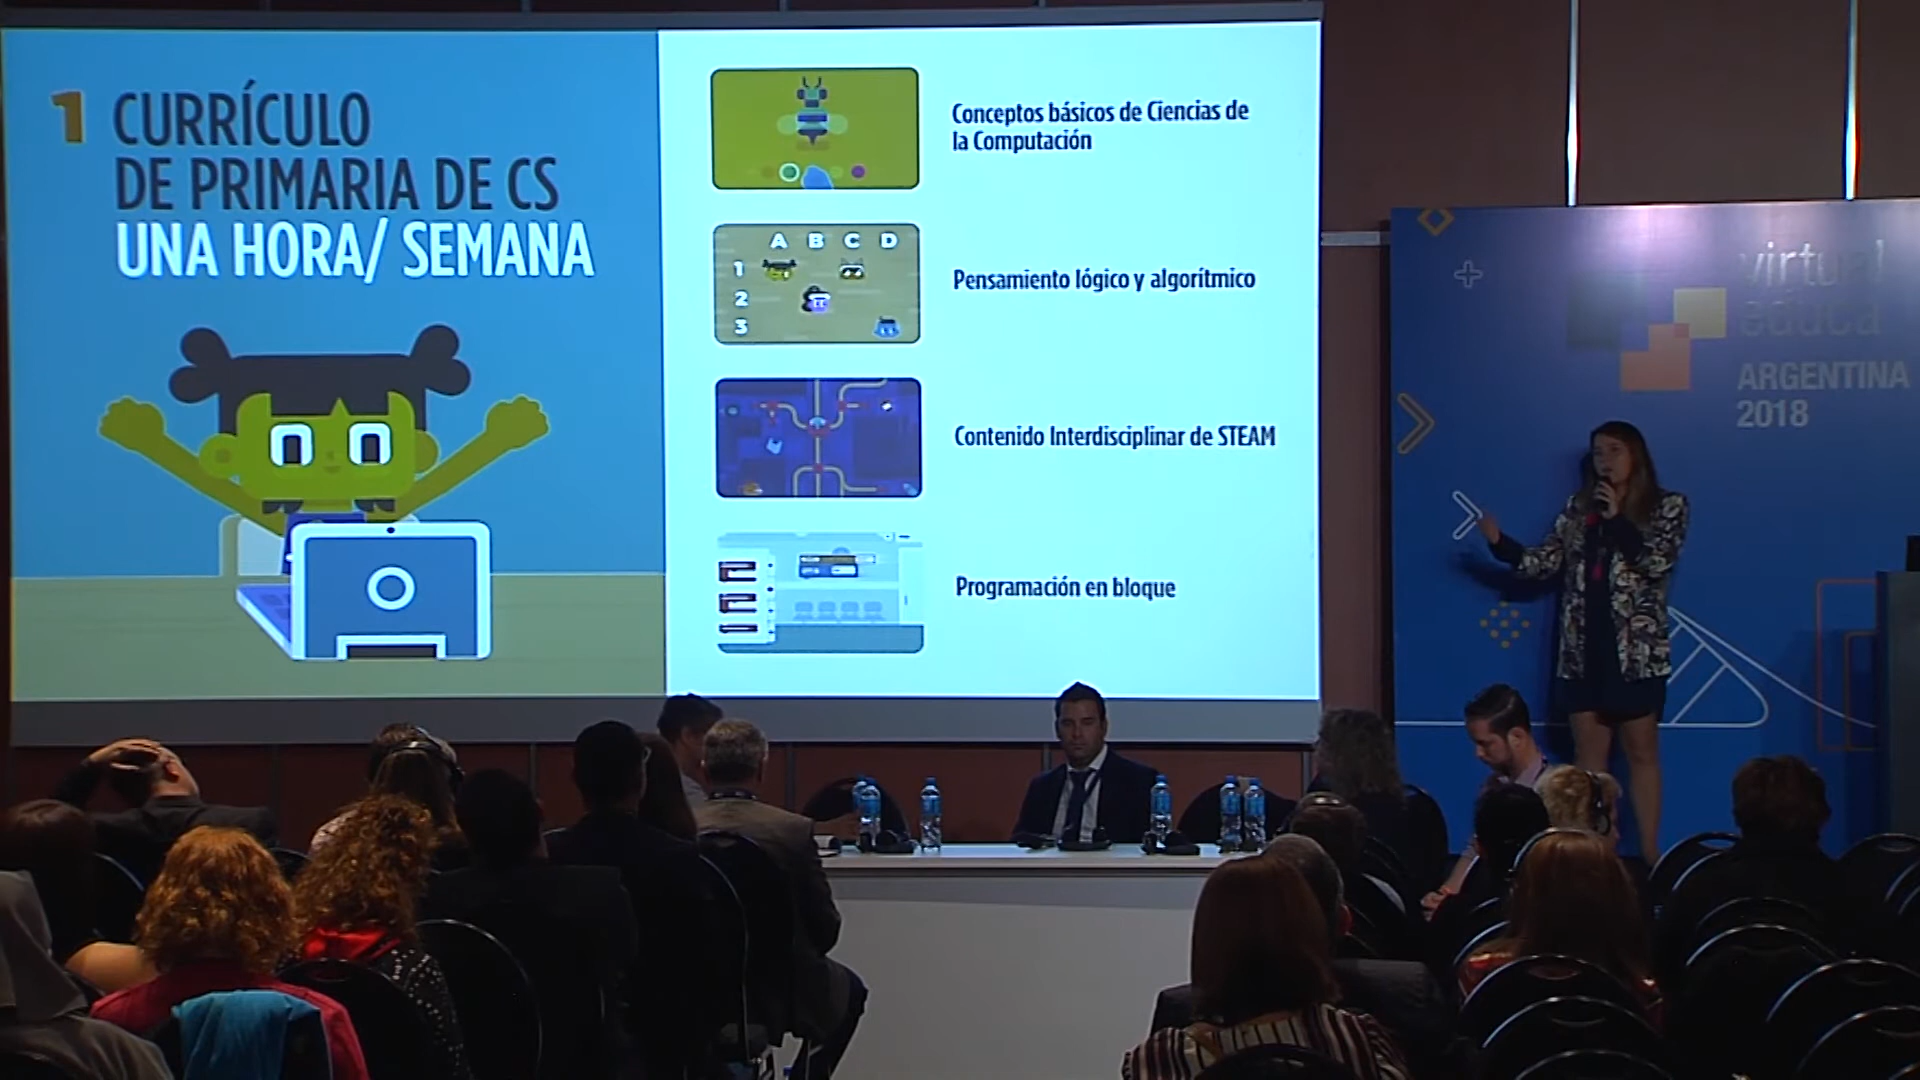 1 CURRÍCULO
DE PRIMARIA DE CS
UNA HORA/ SEMANA
Conceptos básicos de Ciencias de
la Computación
A B C D
1
2
3
Pensamiento lógico y algorítmico
Contenido Interdisciplinar de STEAM
Programación en bloque
virtual
educa
ARGENTINA
2018